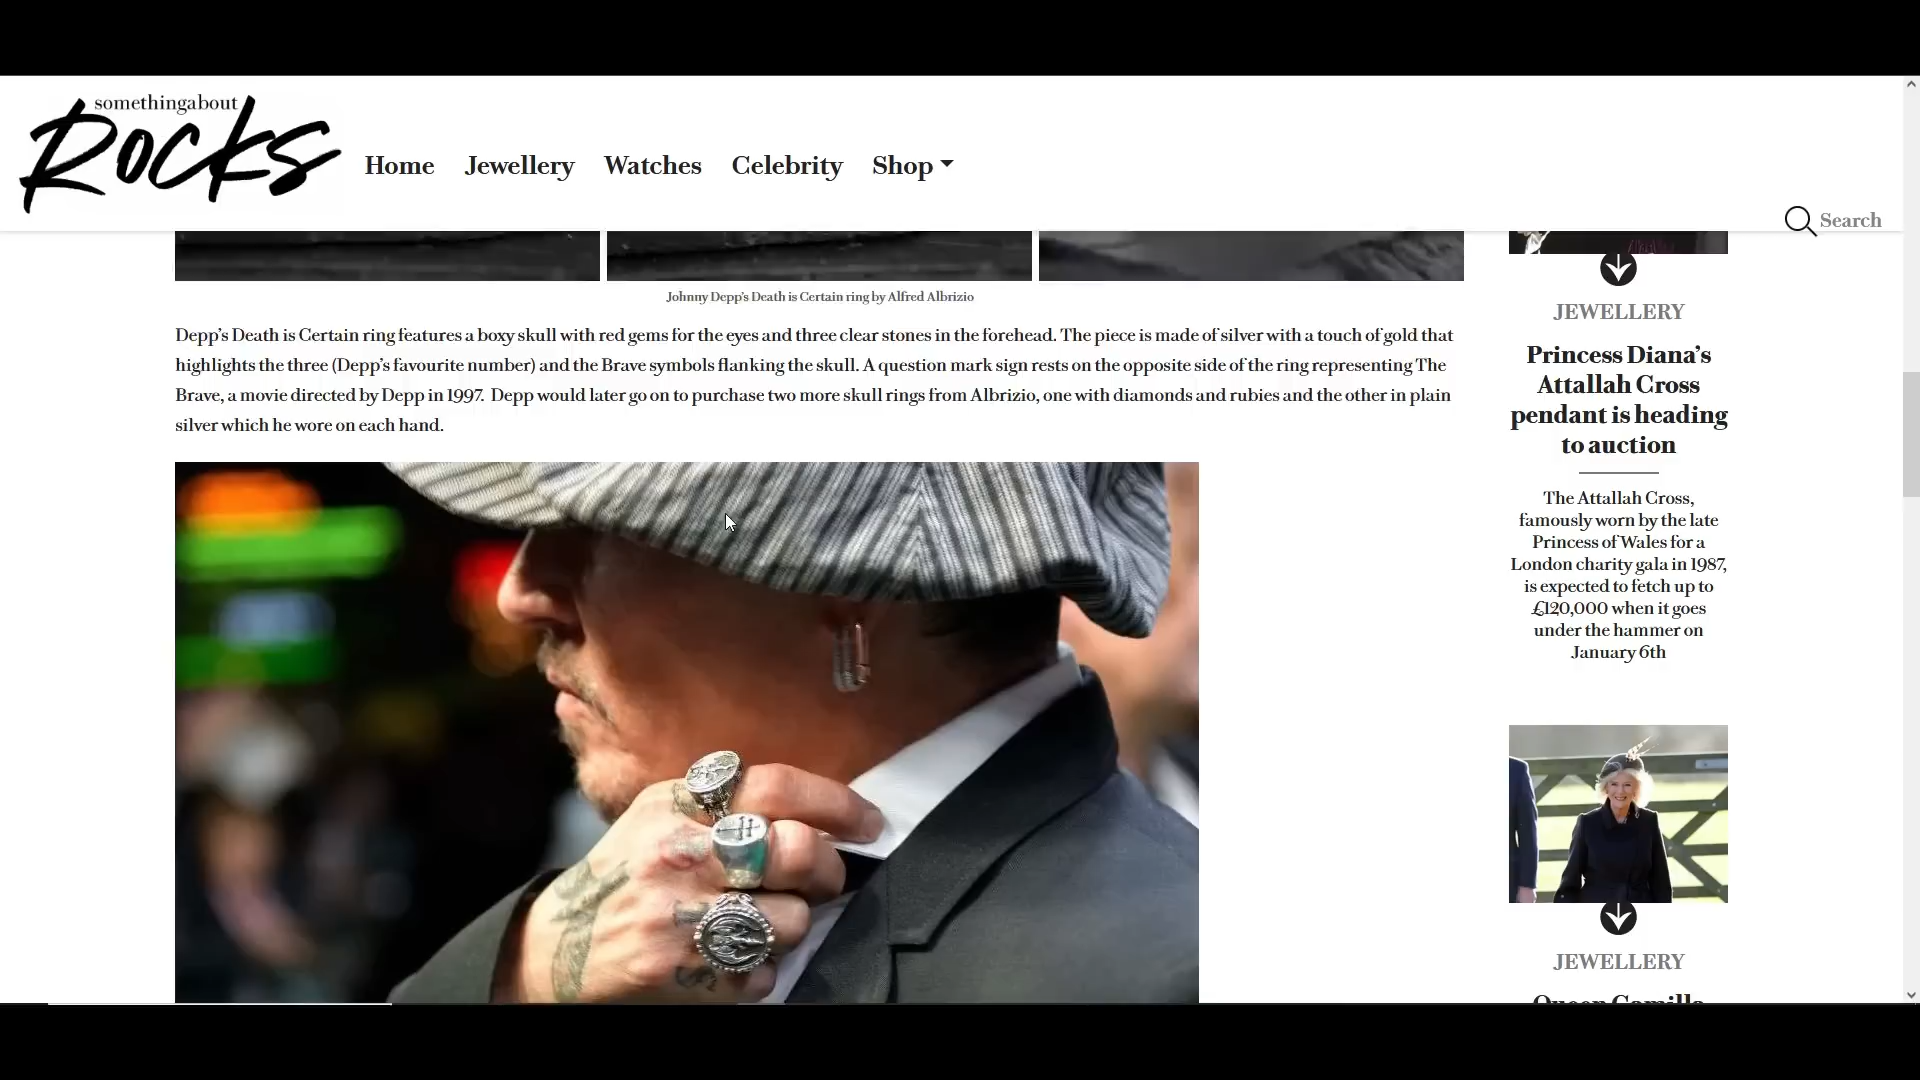 somethingabout
Rocks
Home
Jewellery
Watches
Celebrity
Shop
Search
Johnny Depp's Death is Certain ring by Alfred Albrizio
Depp's Death is Certain ring features a boxy skull with red gems for the eyes and three clear stones in the forehead. The piece is made of silver with a touch of gold that
highlights the three (Depp's favourite number) and the Brave symbols flanking the skull. A question mark sign rests on the opposite side of the ring representing The
Brave, a movie directed by Depp in 1997. Depp would later go on to purchase two more skull rings from Albrizio, one with diamonds and rubies and the other in plain
silver which he wore on each hand.
JEWELLERY
Princess Diana's
Attallah Cross
pendant is heading
to auction
The Attallah Cross,
famously worn by the late
Princess of Wales for a
London charity gala in 1987,
is expected to fetch up to
£120,000 when it goes
under the hammer on
January 6th
JEWELLERY
Queen Camilla